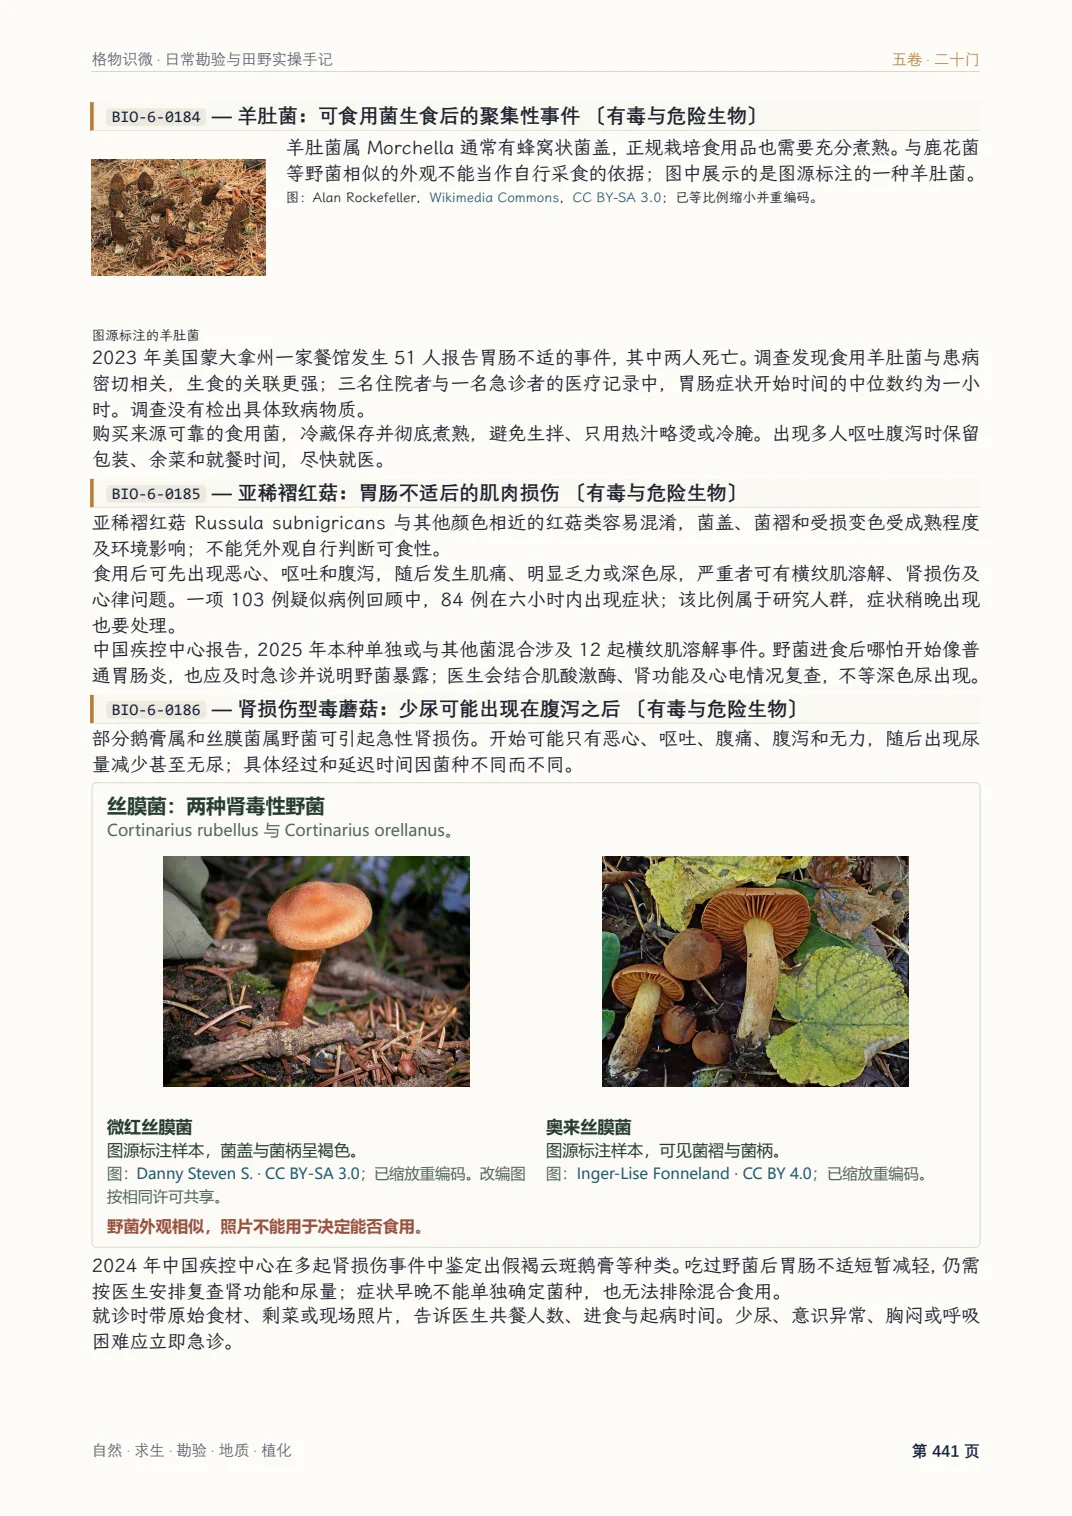 格物识微 · 日常勘验与田野实操手记
五卷 · 二十门
BIO-6-0184 — 羊肚菌：可食用菌生食后的聚集性事件 〔有毒与危险生物〕
羊肚菌属 Morchella 通常有蜂窝状菌盖，正规栽培食用品也需要充分煮熟。与鹿花菌
等野菌相似的外观不能当作自行采食的依据；图中展示的是图源标注的一种羊肚菌。
图：Alan Rockefeller，Wikimedia Commons，CC BY-SA 3.0；已等比例缩小并重编码。
图源标注的羊肚菌
2023 年美国蒙大拿州一家餐馆发生 51 人报告胃肠不适的事件，其中两人死亡。调查发现食用羊肚菌与患病
密切相关，生食的关联更强；三名住院者与一名急诊者的医疗记录中，胃肠症状开始时间的中位数约为一小
时。调查没有检出具体致病物质。
购买来源可靠的食用菌，冷藏保存并彻底煮熟，避免生拌、只用热汁略烫或冷腌。出现多人呕吐腹泻时保留
包装、余菜和就餐时间，尽快就医。
BIO-6-0185 — 亚稀褶红菇：胃肠不适后的肌肉损伤 〔有毒与危险生物〕
亚稀褶红菇 Russula subnigricans 与其他颜色相近的红菇类容易混淆，菌盖、菌褶和受损变色受成熟程度
及环境影响；不能凭外观自行判断可食性。
食用后可先出现恶心、呕吐和腹泻，随后发生肌痛、明显乏力或深色尿，严重者可有横纹肌溶解、肾损伤及
心律问题。一项 103 例疑似病例回顾中，84 例在六小时内出现症状；该比例属于研究人群，症状稍晚出现
也要处理。
中国疾控中心报告，2025 年本种单独或与其他菌混合涉及 12 起横纹肌溶解事件。野菌进食后哪怕开始像普
通胃肠炎，也应及时急诊并说明野菌暴露；医生会结合肌酸激酶、肾功能及心电情况复查，不等深色尿出现。
BIO-6-0186 — 肾损伤型毒蘑菇：少尿可能出现在腹泻之后 〔有毒与危险生物〕
部分鹅膏属和丝膜菌属野菌可引起急性肾损伤。开始可能只有恶心、呕吐、腹痛、腹泻和无力，随后出现尿
量减少甚至无尿；具体经过和延迟时间因菌种不同而不同。
丝膜菌：两种肾毒性野菌
Cortinarius rubellus 与 Cortinarius orellanus。
微红丝膜菌
图源标注样本，菌盖与菌柄呈褐色。
图：Danny Steven S. · CC BY-SA 3.0；已缩放重编码。改编图
按相同许可共享。
奥来丝膜菌
图源标注样本，可见菌褶与菌柄。
图：Inger-Lise Fonneland · CC BY 4.0；已缩放重编码。
野菌外观相似，照片不能用于决定能否食用。
2024 年中国疾控中心在多起肾损伤事件中鉴定出假褐云斑鹅膏等种类。吃过野菌后胃肠不适短暂减轻，仍需
按医生安排复查肾功能和尿量；症状早晚不能单独确定菌种，也无法排除混合食用。
就诊时带原始食材、剩菜或现场照片，告诉医生共餐人数、进食与起病时间。少尿、意识异常、胸闷或呼吸
困难应立即急诊。
自然 · 求生 · 勘验 · 地质 · 植化
第 441 页